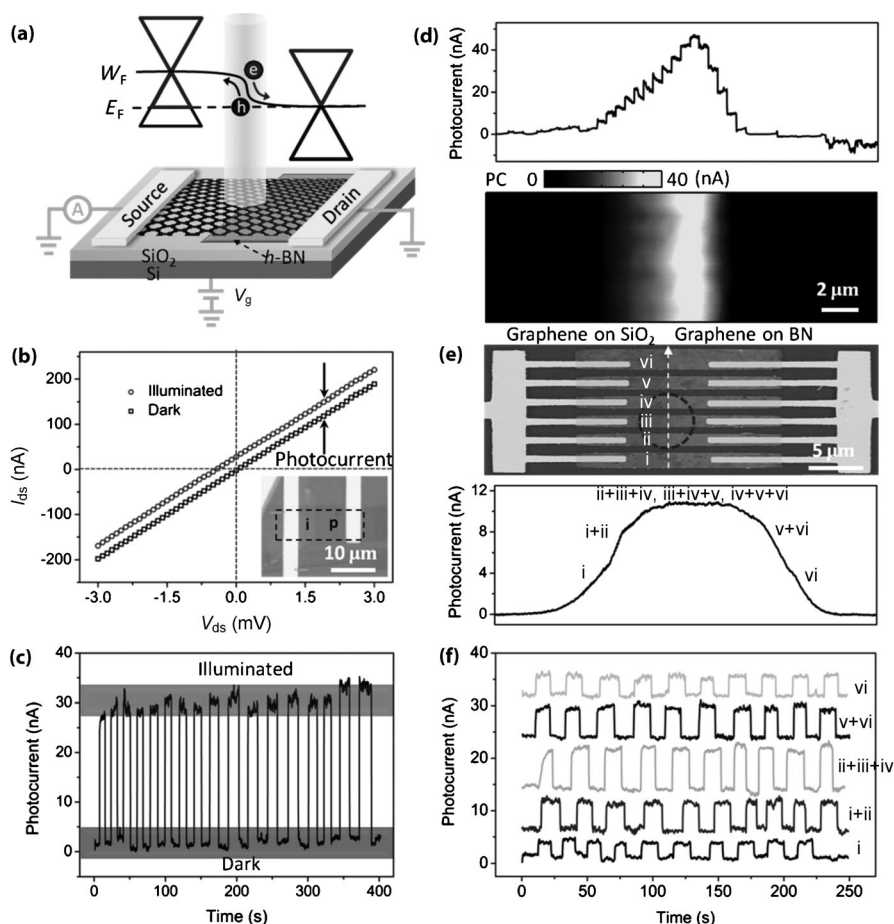 (a)
W_F
E_F
e
h
A
Source
Drain
SiO₂
Si
h-BN
V_g
(b)
I_ds (nA)
200
100
0
-100
-200
Illuminated
Dark
Photocurrent
i p
10 μm
-3.0 -1.5 0.0 1.5 3.0
V_ds (mV)
(c)
Photocurrent (nA)
40
30
20
10
0
Illuminated
Dark
0 100 200 300 400
Time (s)
(d)
Photocurrent (nA)
40
20
0
PC 0 40 (nA)
2 μm
Graphene on SiO₂ Graphene on BN
(e)
vi
v
iv
iii
ii
i
5 μm
Photocurrent (nA)
12
8
4
0
ii+iii+iv, iii+iv+v, iv+v+vi
i+ii
v+vi
i
vi
(f)
Photocurrent (nA)
40
30
20
10
0
vi
v+vi
ii+iii+iv
i+ii
i
0 50 100 150 200 250
Time (s)